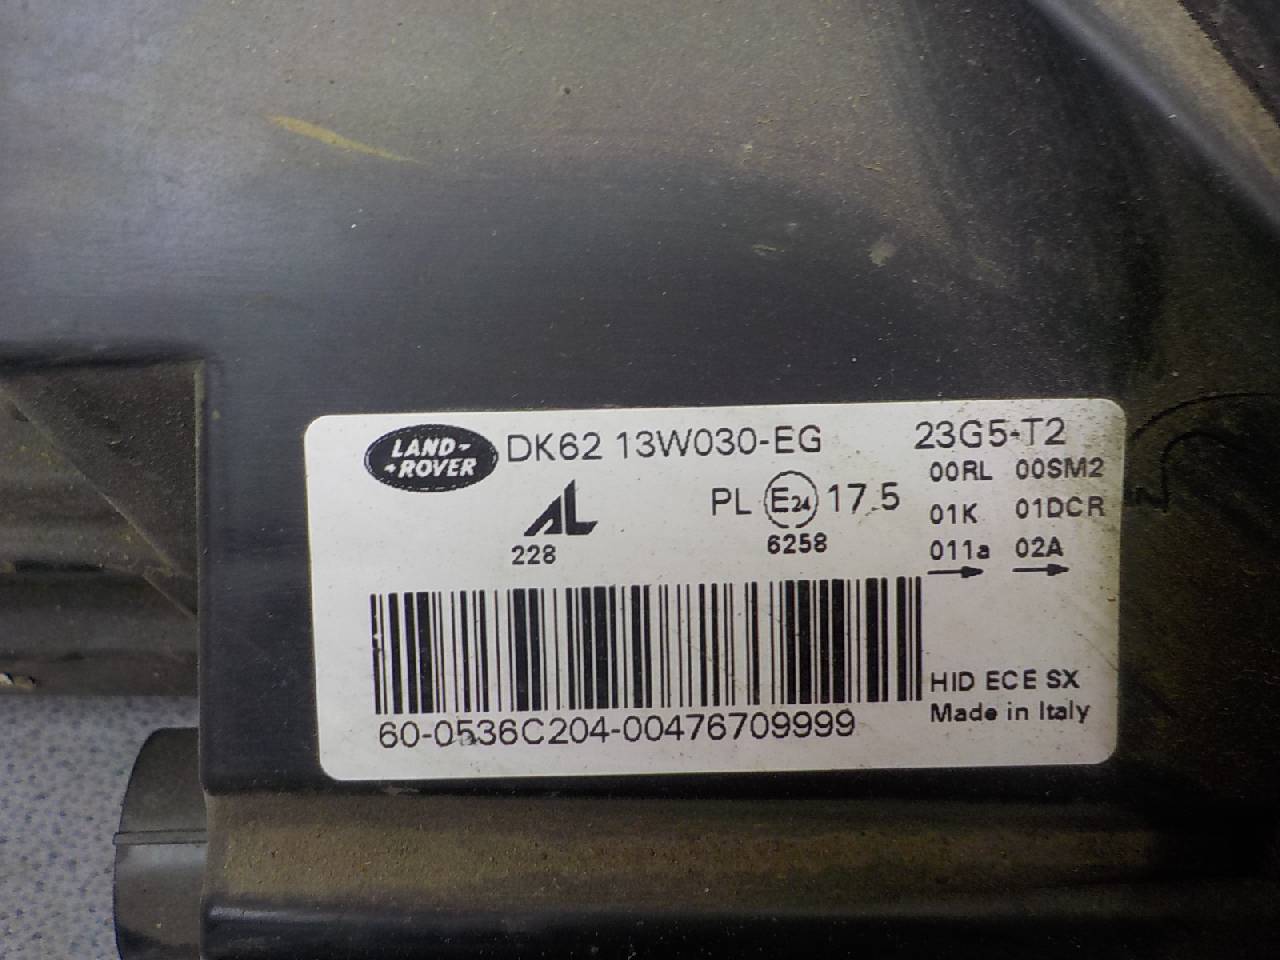 LAND-
-ROVER
DK62 13W030-EG
23G5-T2
AL
228
PL E24 17.5
6258
00RL 00SM2
01K 01DCR
011a 02A
60-0536C204-00476709999
HID ECE SX
Made in Italy